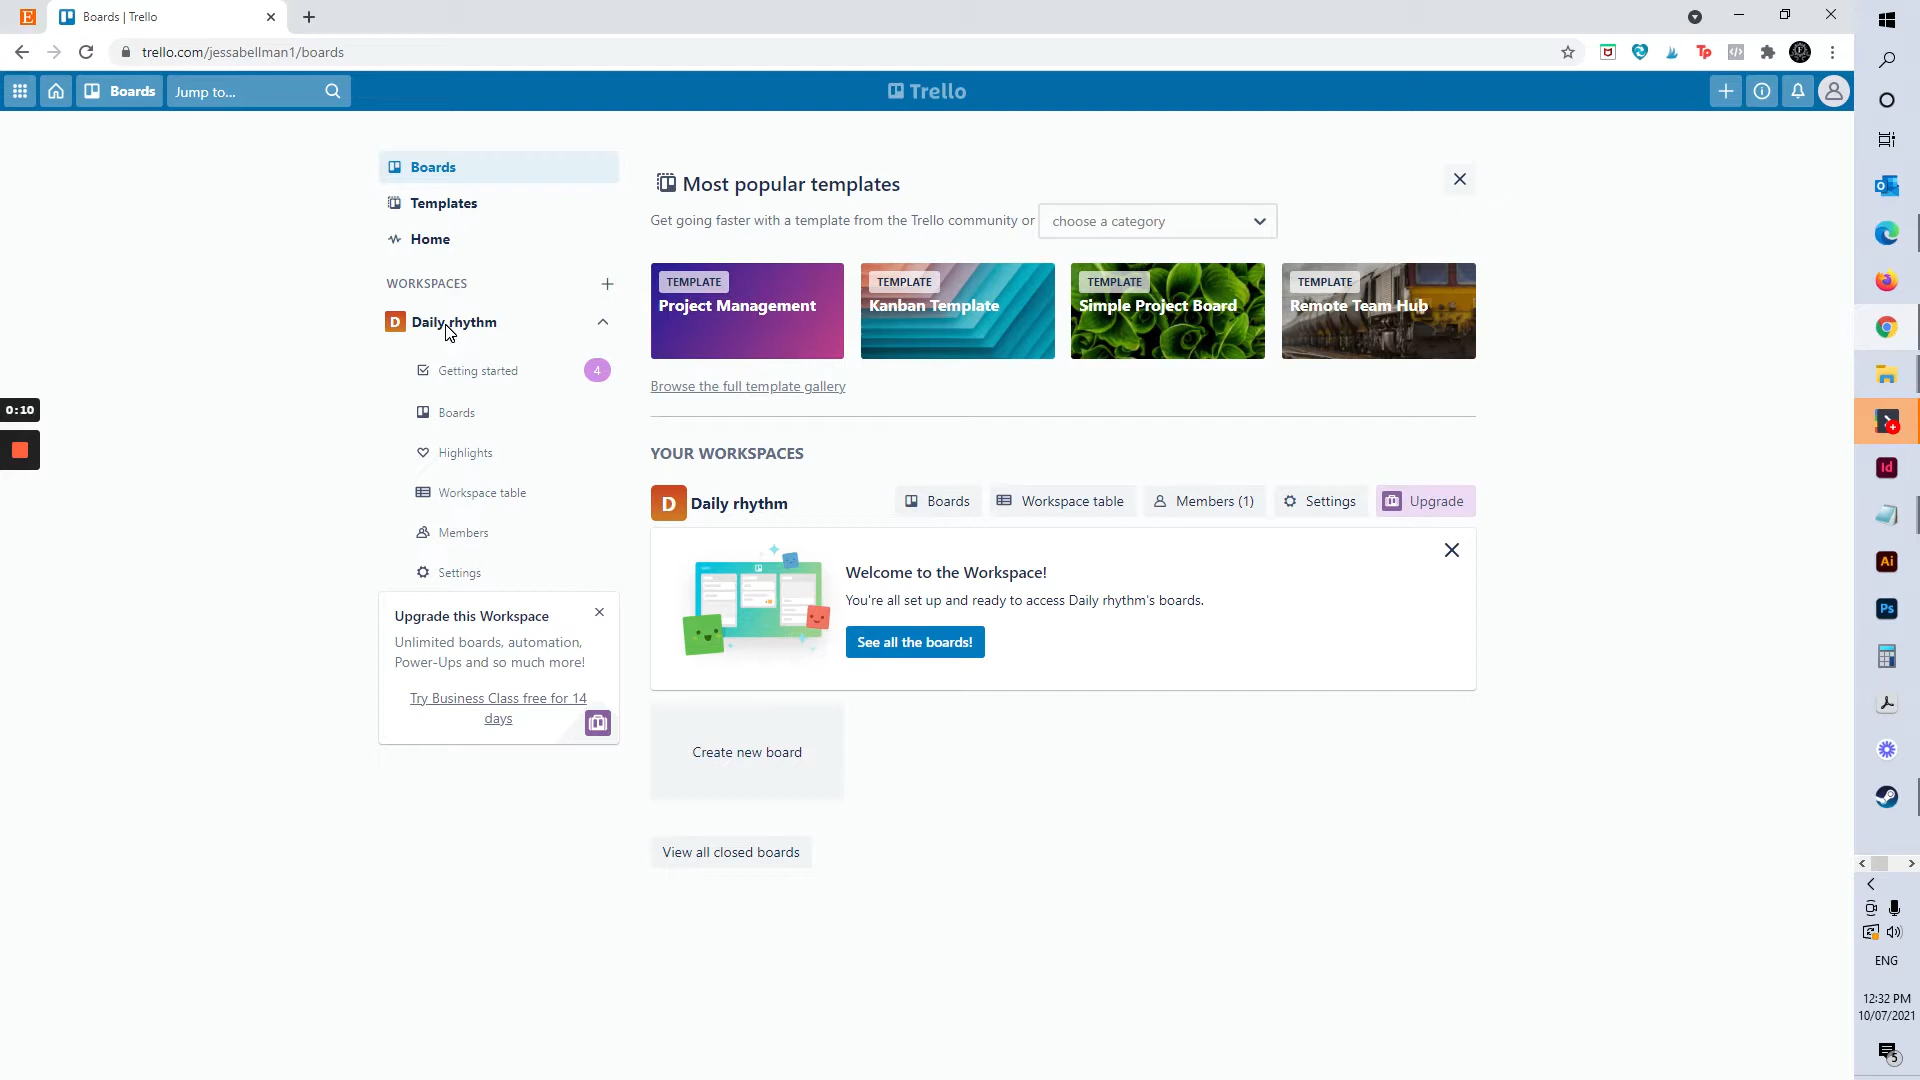 Boards | Trello
trello.com/jessabellman1/boards
Boards
Jump to...
Trello
Boards
Templates
Home
WORKSPACES
D Daily rhythm
Getting started 4
Boards
Highlights
Workspace table
Members
Settings
Upgrade this Workspace
Unlimited boards, automation,
Power-Ups and so much more!
Try Business Class free for 14
days
Most popular templates
Get going faster with a template from the Trello community or choose a category
TEMPLATE
Project Management
TEMPLATE
Kanban Template
TEMPLATE
Simple Project Board
TEMPLATE
Remote Team Hub
Browse the full template gallery
YOUR WORKSPACES
D Daily rhythm
Boards
Workspace table
Members (1)
Settings
Upgrade
Welcome to the Workspace!
You're all set up and ready to access Daily rhythm's boards.
See all the boards!
Create new board
View all closed boards
0:10
E
Tp
Id
Ai
Ps
ENG
12:32 PM
10/07/2021
5